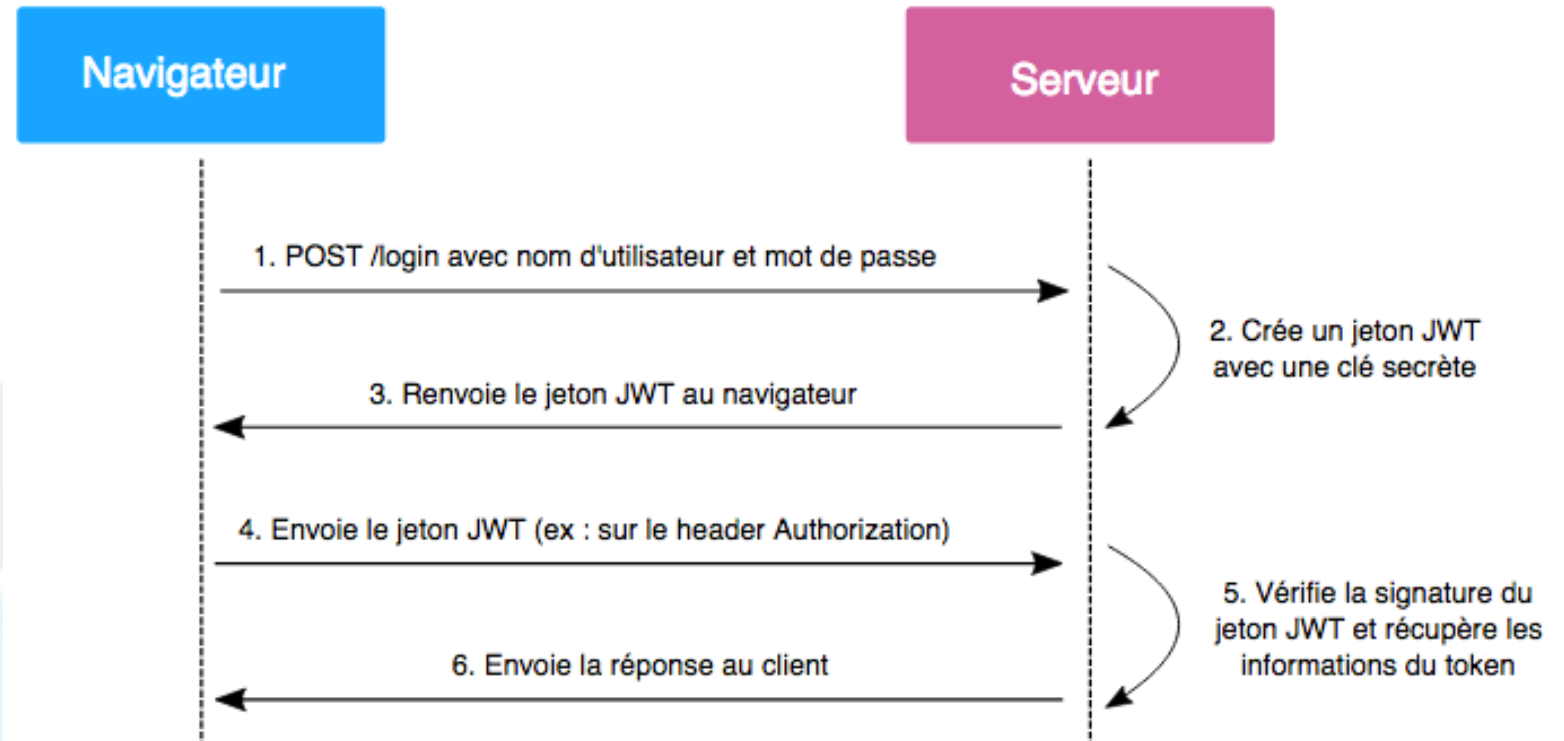 Navigateur
Serveur
1. POST /login avec nom d'utilisateur et mot de passe
2. Crée un jeton JWT
avec une clé secrète
3. Renvoie le jeton JWT au navigateur
4. Envoie le jeton JWT (ex : sur le header Authorization)
5. Vérifie la signature du
jeton JWT et récupère les
informations du token
6. Envoie la réponse au client